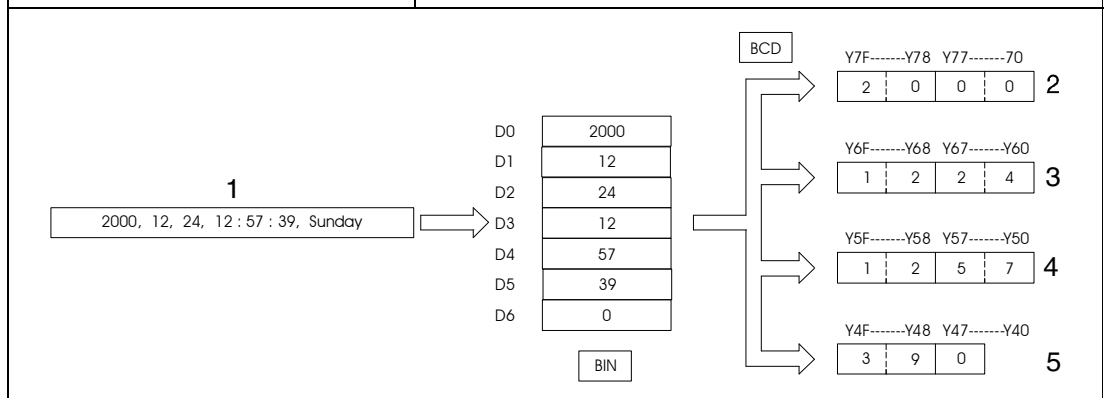 BCD
Y7F-------Y78 Y77-------70
2 0 0 0 2
D0 2000
D1 12
Y6F-------Y68 Y67-------Y60
1 2 2 4 3
1
D2 24
2000, 12, 24, 12 : 57 : 39, Sunday
D3 12
Y5F-------Y58 Y57-------Y50
D4 57
1 2 5 7 4
D5 39
D6 0
Y4F-------Y48 Y47-------Y40
3 9 0 5
BIN